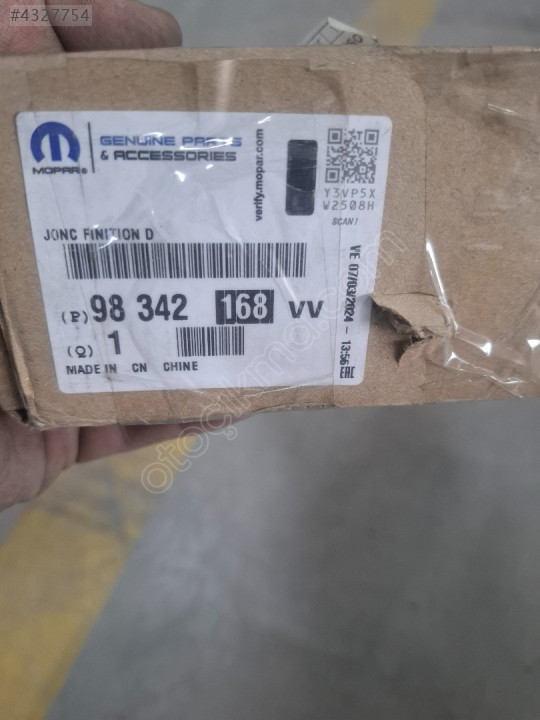 #4327754
MOPAR®
GENUINE PARTS
& ACCESSORIES
verify.mopar.com
Y3VP5X
W2508H
SCAN!
JONC FINITION D
(P) 98 342 168 VV
(Q) 1
MADE IN CN CHINE
VE 07/03/2024 - 13:56 EAC
otocikma.com